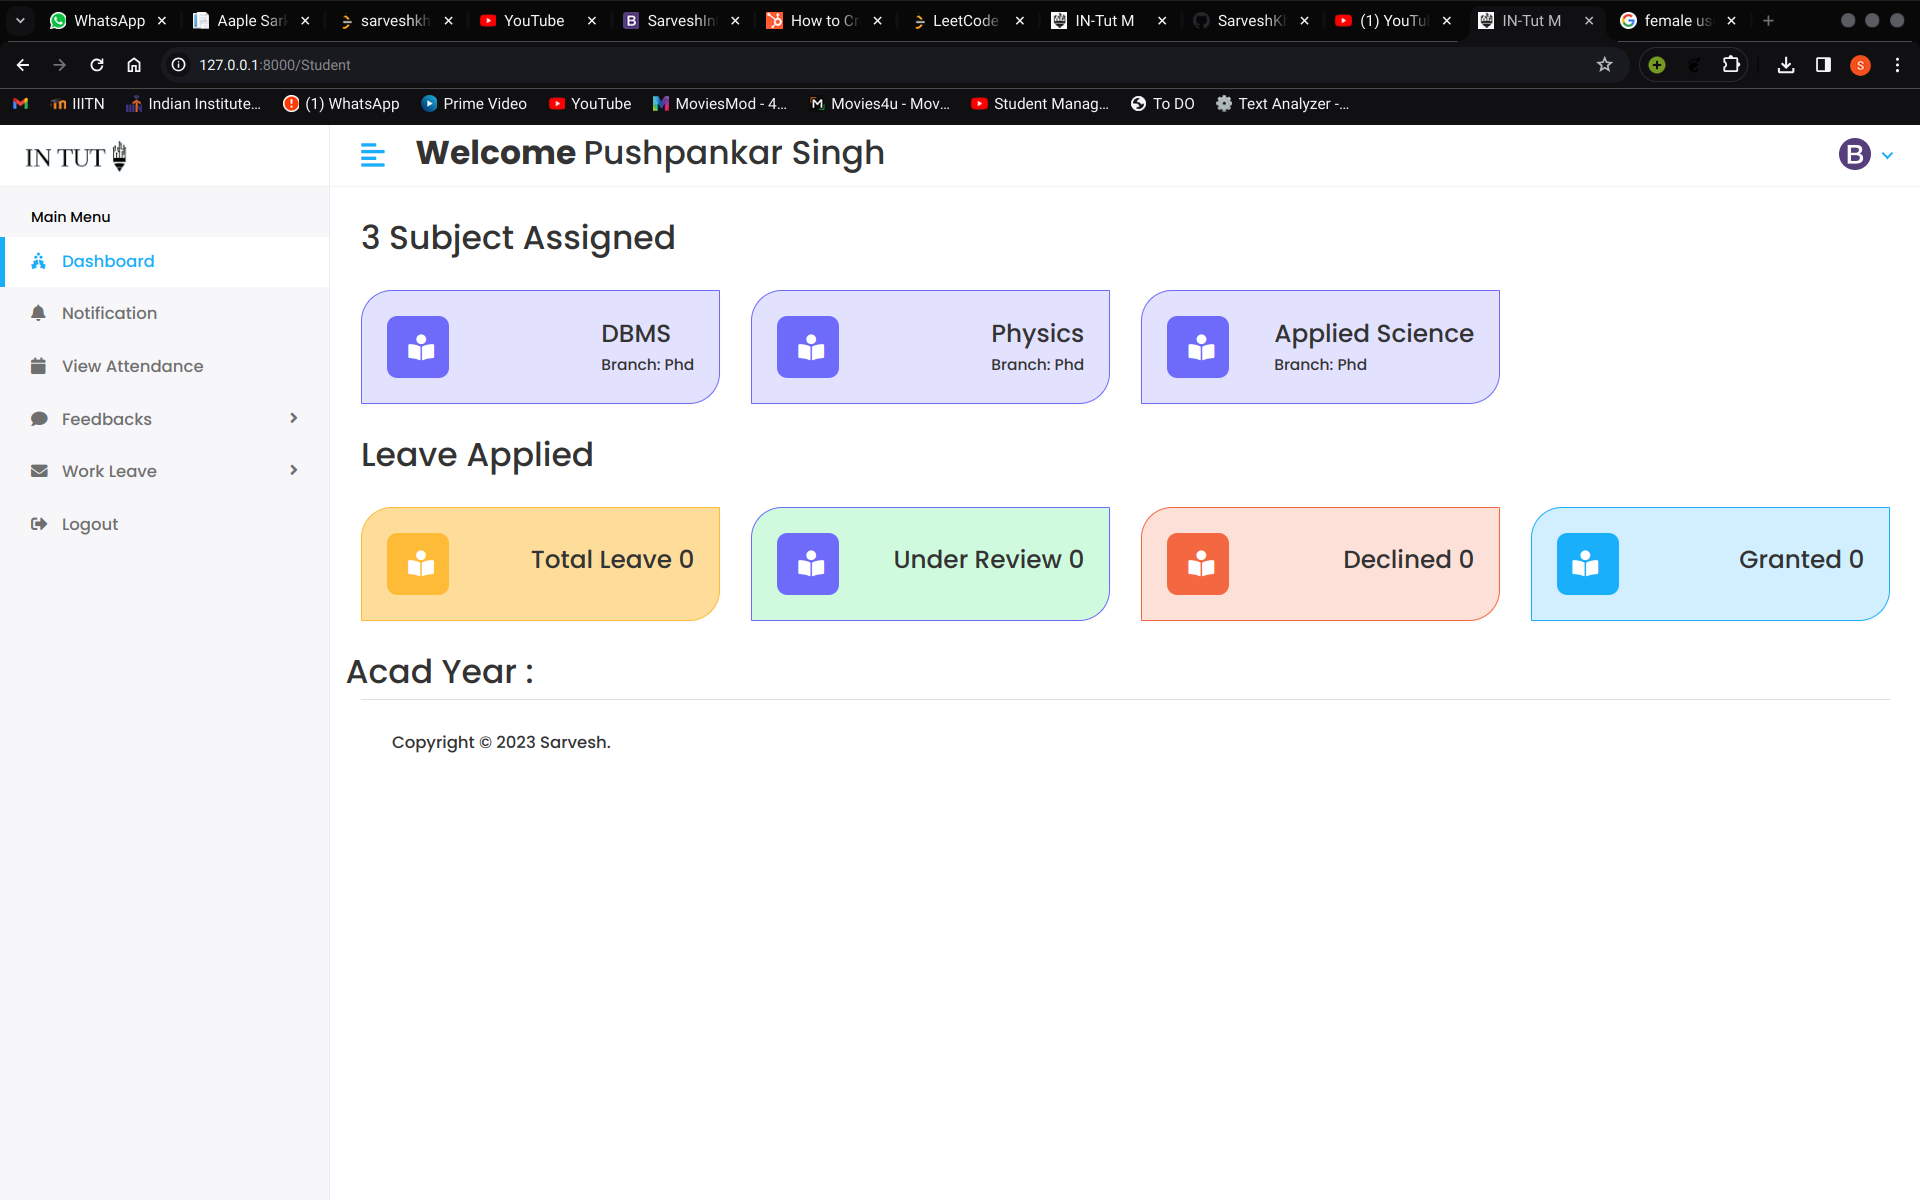 WhatsApp
Aaple Sark
sarveshkh
YouTube
SarveshIn
How to Cr
LeetCode
IN-Tut M
SarveshKh
(1) YouTu
IN-Tut M
female us
127.0.0.1:8000/Student
S
IIITN
Indian Institute...
(1) WhatsApp
Prime Video
YouTube
MoviesMod - 4...
Movies4u - Mov...
Student Manag...
To DO
Text Analyzer -...
IN TUT
Welcome Pushpankar Singh
B
Main Menu
Dashboard
Notification
View Attendance
Feedbacks
Work Leave
Logout
3 Subject Assigned
DBMS
Branch: Phd
Physics
Branch: Phd
Applied Science
Branch: Phd
Leave Applied
Total Leave 0
Under Review 0
Declined 0
Granted 0
Acad Year :
Copyright © 2023 Sarvesh.